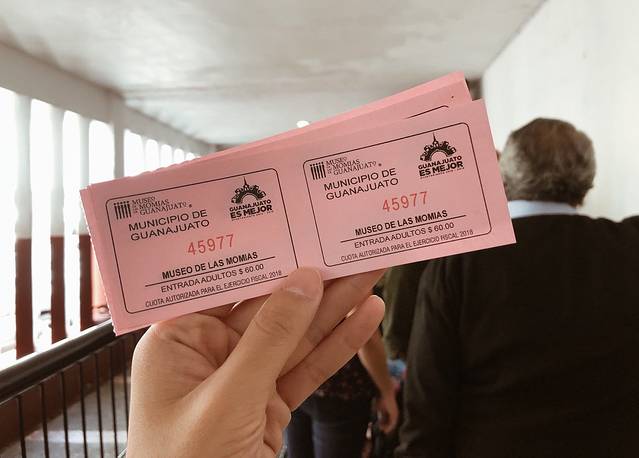 MUSEO
DE LAS MOMIAS
GUANAJUATO
GUANAJUATO
ES MEJOR
MUNICIPIO DE
GUANAJUATO
45977
MUSEO DE LAS MOMIAS
ENTRADA ADULTOS $ 60.00
CUOTA AUTORIZADA PARA EL EJERCICIO FISCAL 2018
MUSEO
DE LAS MOMIAS
GUANAJUATO
GUANAJUATO
ES MEJOR
MUNICIPIO DE
GUANAJUATO
45977
MUSEO DE LAS MOMIAS
ENTRADA ADULTOS $ 60.00
CUOTA AUTORIZADA PARA EL EJERCICIO FISCAL 2018